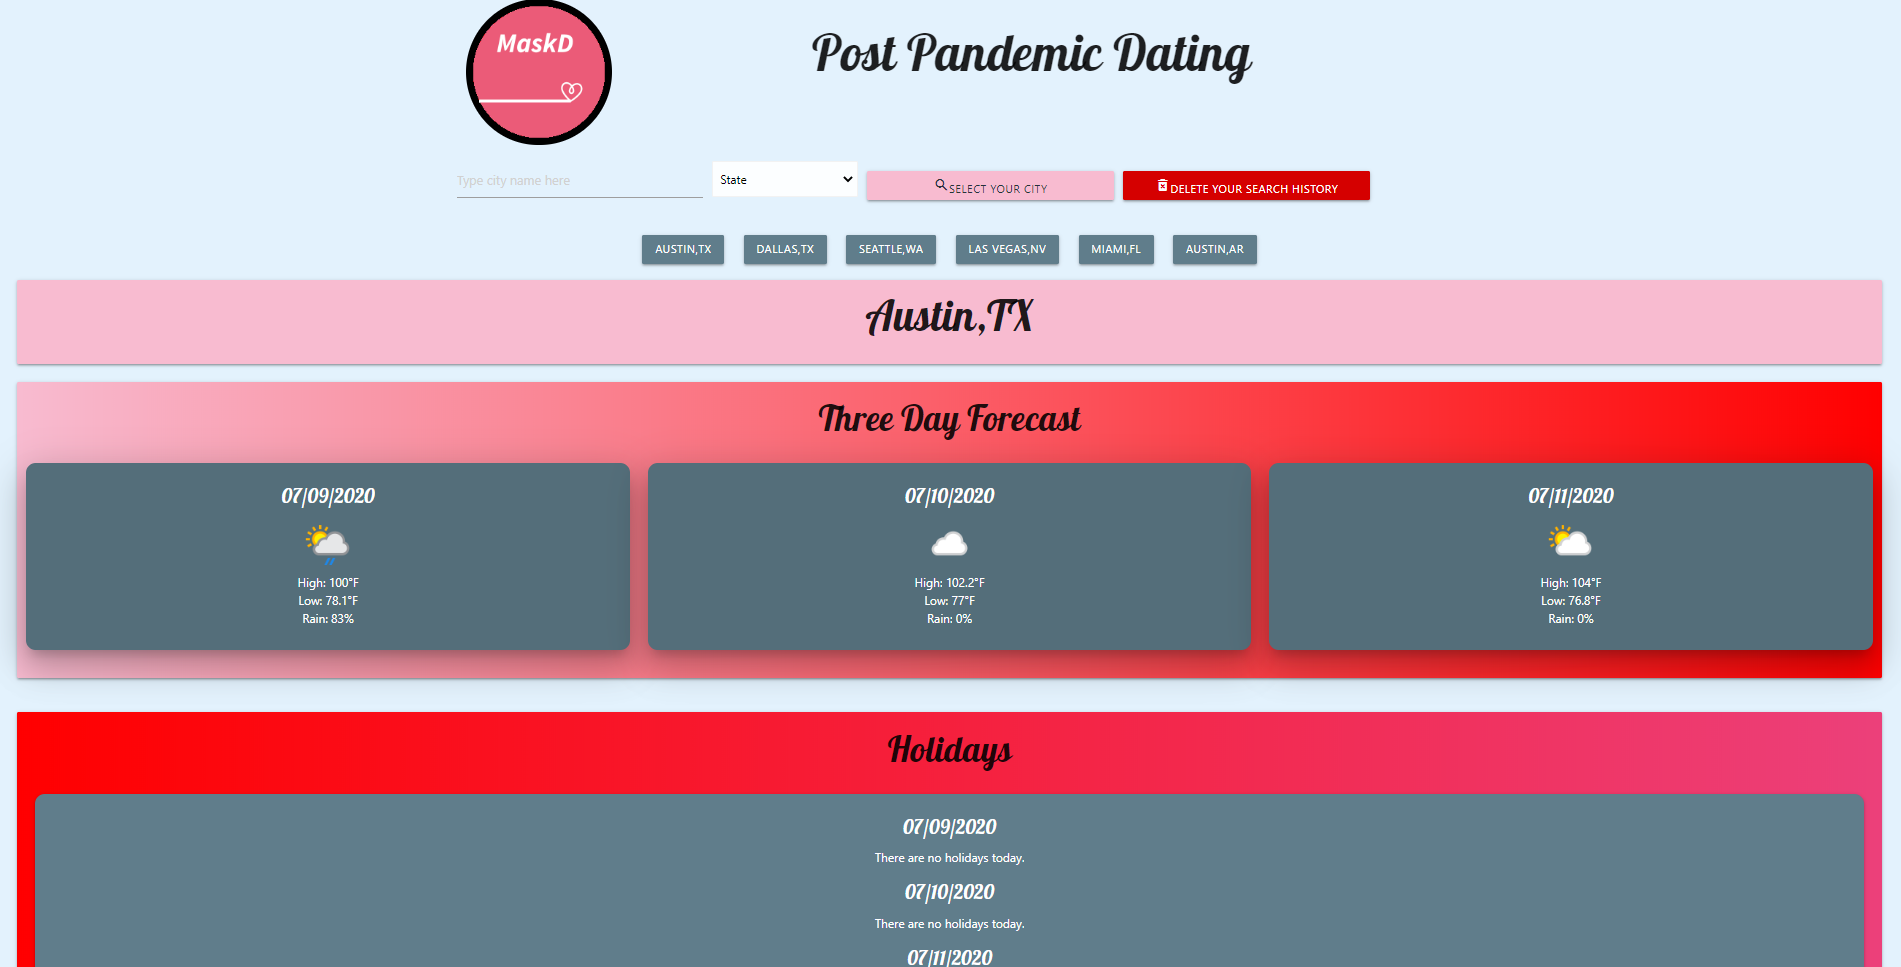 MaskD
Post Pandemic Dating
Type city name here
State
SELECT YOUR CITY
DELETE YOUR SEARCH HISTORY
AUSTIN,TX
DALLAS,TX
SEATTLE,WA
LAS VEGAS,NV
MIAMI,FL
AUSTIN,AR
Austin,TX
Three Day Forecast
07/09/2020
High: 100°F
Low: 78.1°F
Rain: 83%
07/10/2020
High: 102.2°F
Low: 77°F
Rain: 0%
07/11/2020
High: 104°F
Low: 76.8°F
Rain: 0%
Holidays
07/09/2020
There are no holidays today.
07/10/2020
There are no holidays today.
07/11/2020